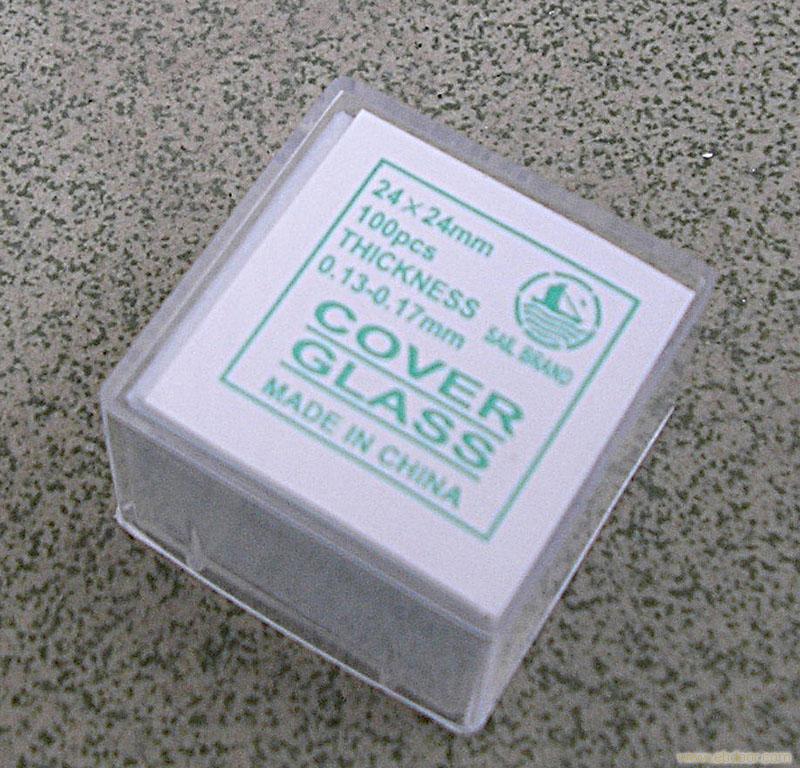 24×24mm
100pcs
THICKNESS
0.13-0.17mm
SAIL BRAND
COVER
GLASS
MADE IN CHINA